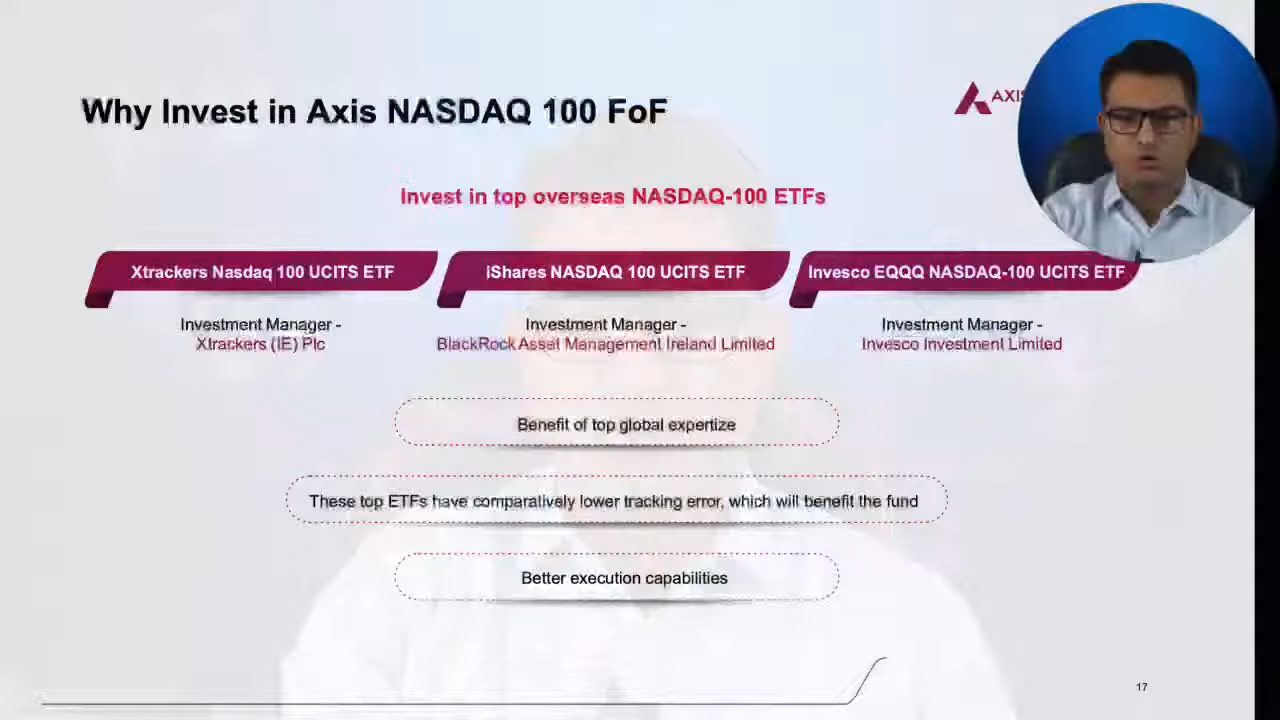 Why Invest in Axis NASDAQ 100 FoF
AXIS
Invest in top overseas NASDAQ-100 ETFs
Xtrackers Nasdaq 100 UCITS ETF
iShares NASDAQ 100 UCITS ETF
Invesco EQQQ NASDAQ-100 UCITS ETF
Investment Manager -
Xtrackers (IE) Plc
Investment Manager -
BlackRock Asset Management Ireland Limited
Investment Manager -
Invesco Investment Limited
Benefit of top global expertize
These top ETFs have comparatively lower tracking error, which will benefit the fund
Better execution capabilities
17